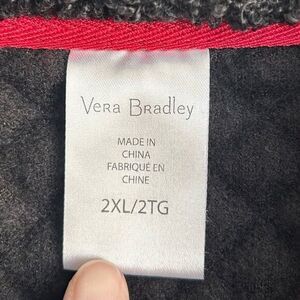 Vera Bradley
MADE IN
CHINA
FABRIQUÉ EN
CHINE
2XL/2TG